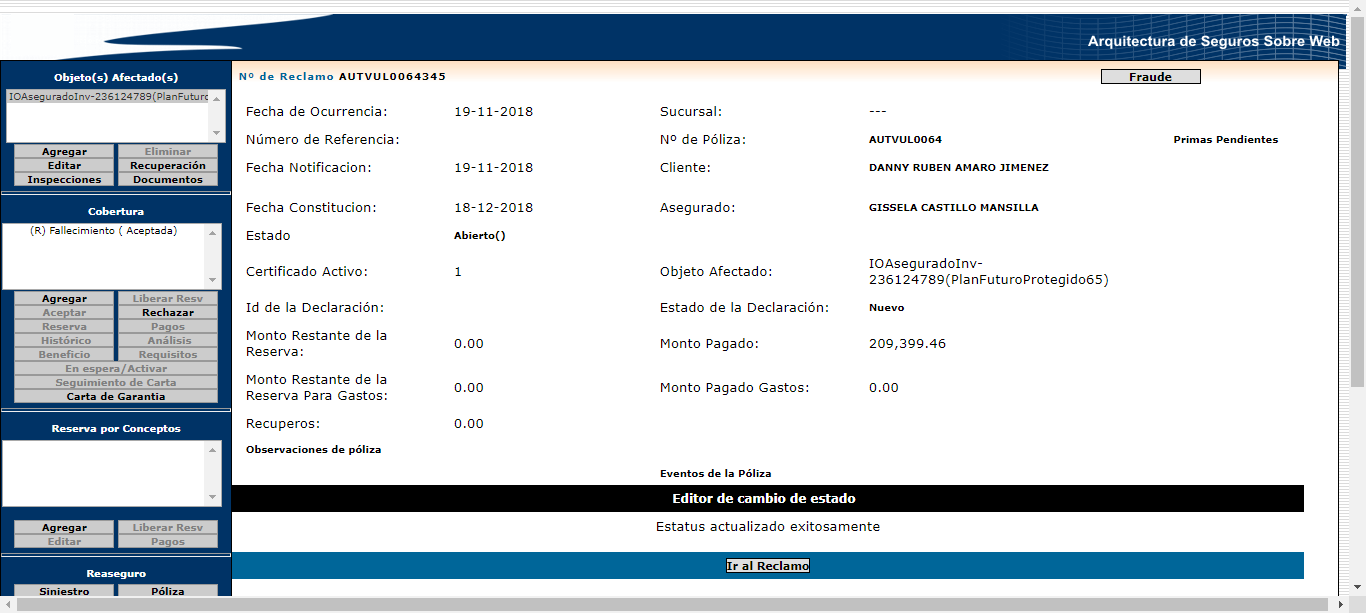 Arquitectura de Seguros Sobre Web
Objeto(s) Afectado(s)
IOAseguradoInv-236124789(PlanFuturo
Agregar Eliminar
Editar Recuperación
Inspecciones Documentos
Cobertura
(R) Fallecimiento ( Aceptada)
Agregar Liberar Resv
Aceptar Rechazar
Reserva Pagos
Histórico Análisis
Beneficio Requisitos
En espera/Activar
Seguimiento de Carta
Carta de Garantia
Reserva por Conceptos
Agregar Liberar Resv
Editar Pagos
Reaseguro
Siniestro Póliza
Nº de Reclamo AUTVUL0064345 Fraude
Fecha de Ocurrencia: 19-11-2018 Sucursal: ---
Número de Referencia: Nº de Póliza: AUTVUL0064 Primas Pendientes
Fecha Notificacion: 19-11-2018 Cliente: DANNY RUBEN AMARO JIMENEZ
Fecha Constitucion: 18-12-2018 Asegurado: GISSELA CASTILLO MANSILLA
Estado Abierto()
Certificado Activo: 1 Objeto Afectado: IOAseguradoInv-
236124789(PlanFuturoProtegido65)
Id de la Declaración: Estado de la Declaración: Nuevo
Monto Restante de la
Reserva: 0.00 Monto Pagado: 209,399.46
Monto Restante de la
Reserva Para Gastos: 0.00 Monto Pagado Gastos: 0.00
Recuperos: 0.00
Observaciones de póliza
Eventos de la Póliza
Editor de cambio de estado
Estatus actualizado exitosamente
Ir al Reclamo